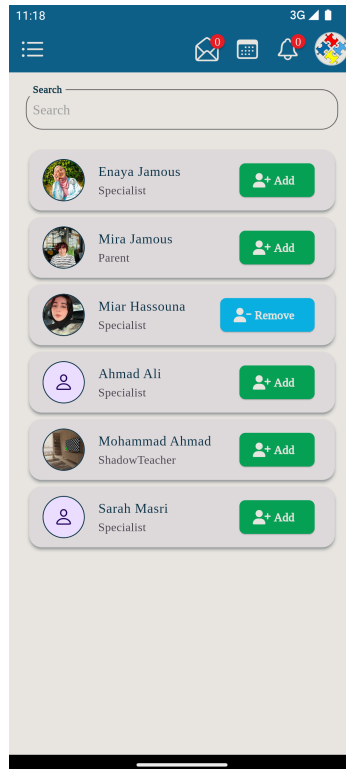 11:18
3G
0
0
Search
Search
Enaya Jamous
Specialist
Add
Mira Jamous
Parent
Add
Miar Hassouna
Specialist
Remove
Ahmad Ali
Specialist
Add
Mohammad Ahmad
ShadowTeacher
Add
Sarah Masri
Specialist
Add